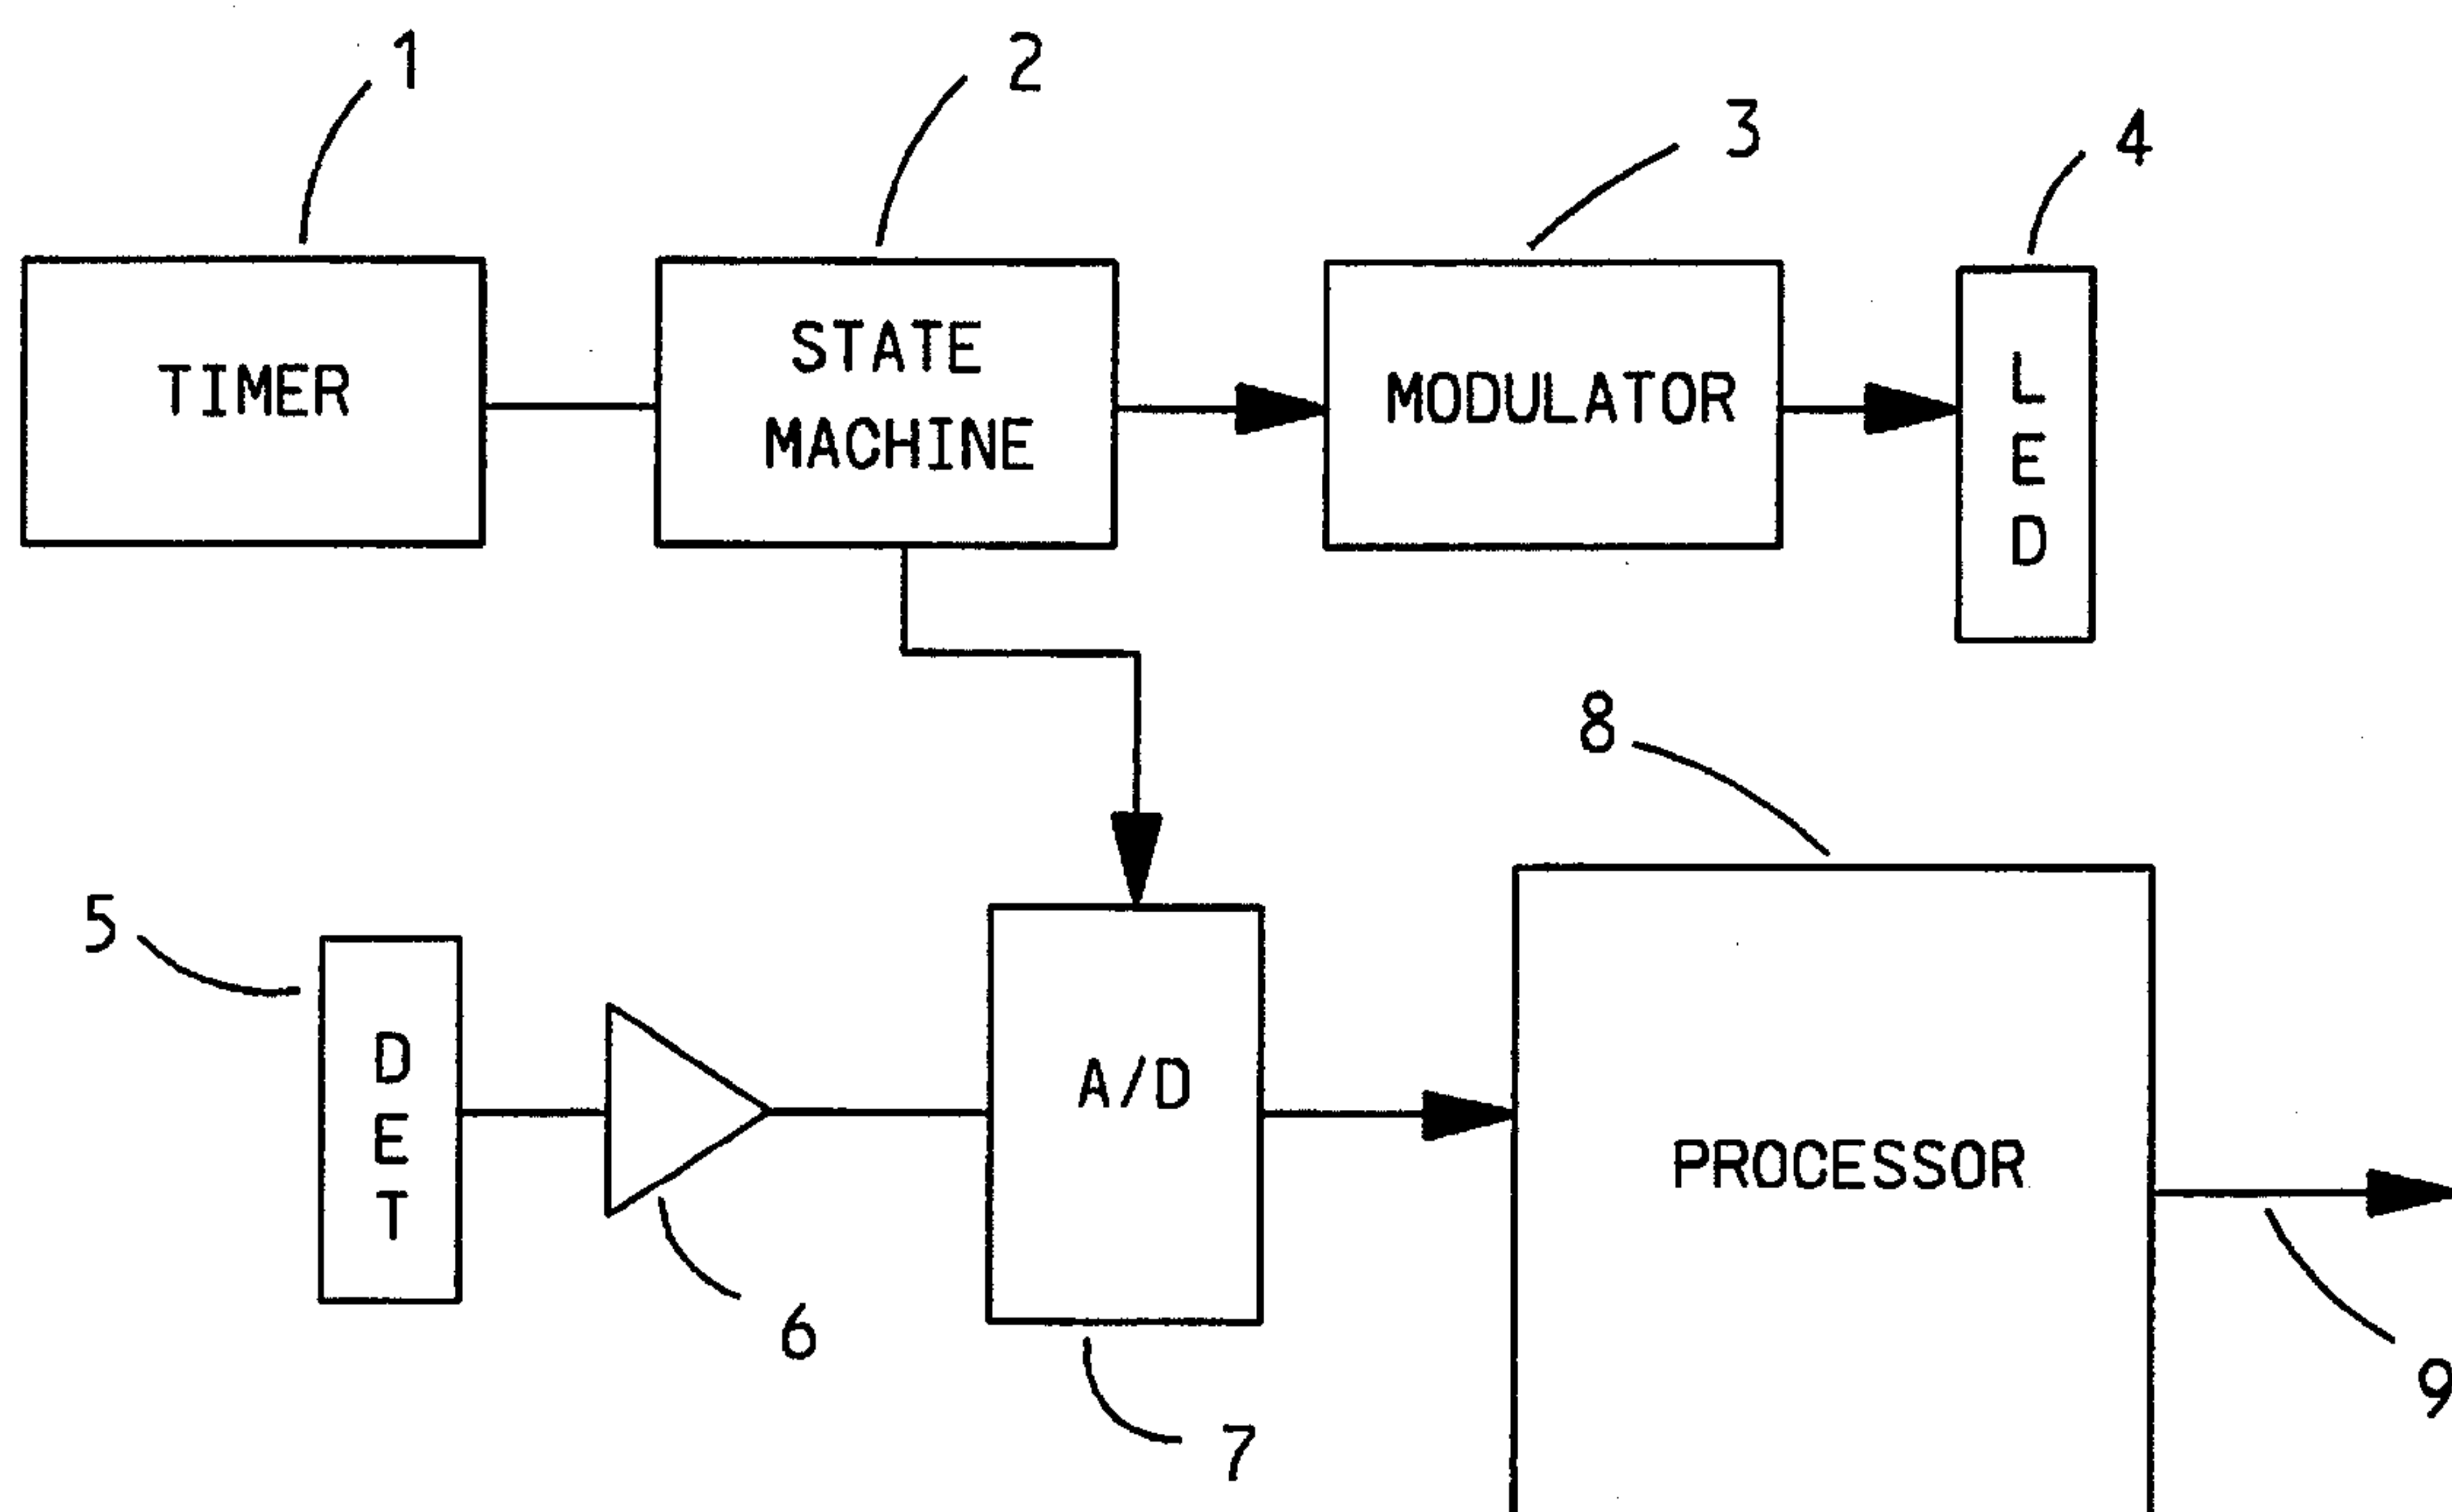 1
2
3
4
TIMER
STATE
MACHINE
MODULATOR
L
E
D
8
5
D
E
T
A/D
PROCESSOR
6
7
9